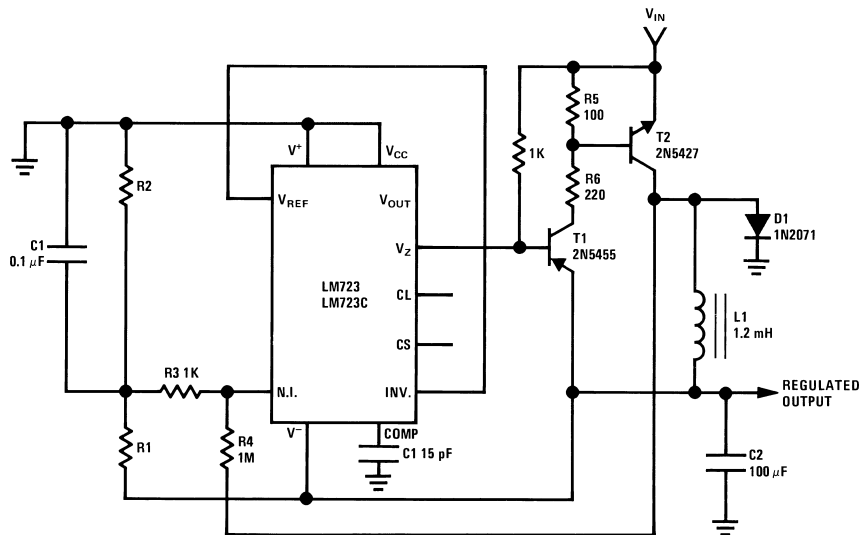 VIN
R5
100
T2
2N5427
V+
VCC
1K
R2
VREF
VOUT
R6
220
D1
1N2071
C1
0.1 μF
VZ
T1
2N5455
LM723
LM723C
CL
L1
1.2 mH
CS
R3 1K
N.I.
INV.
REGULATED
OUTPUT
R1
R4
1M
V−
COMP
C1 15 pF
C2
100 μF